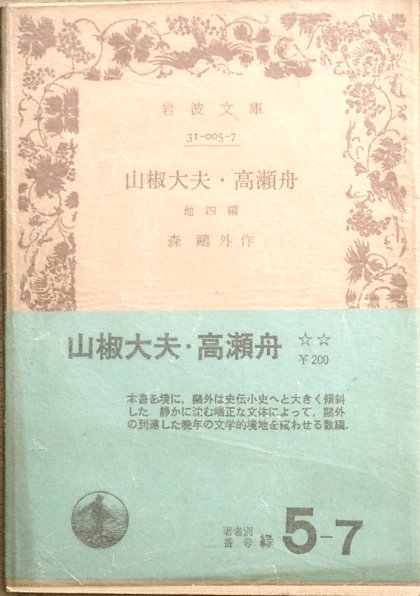 岩波文庫
31-005-7
山椒大夫・高瀬舟
他四編
森鷗外作
山椒大夫・高瀬舟 ☆☆
￥200
本書を境に，鷗外は史伝小史へと大きく傾斜
した．静かに沈む端正な文体によって，鷗外
の到達した晩年の文学的境地を窺わせる数編．
著者別
番号 緑 5-7